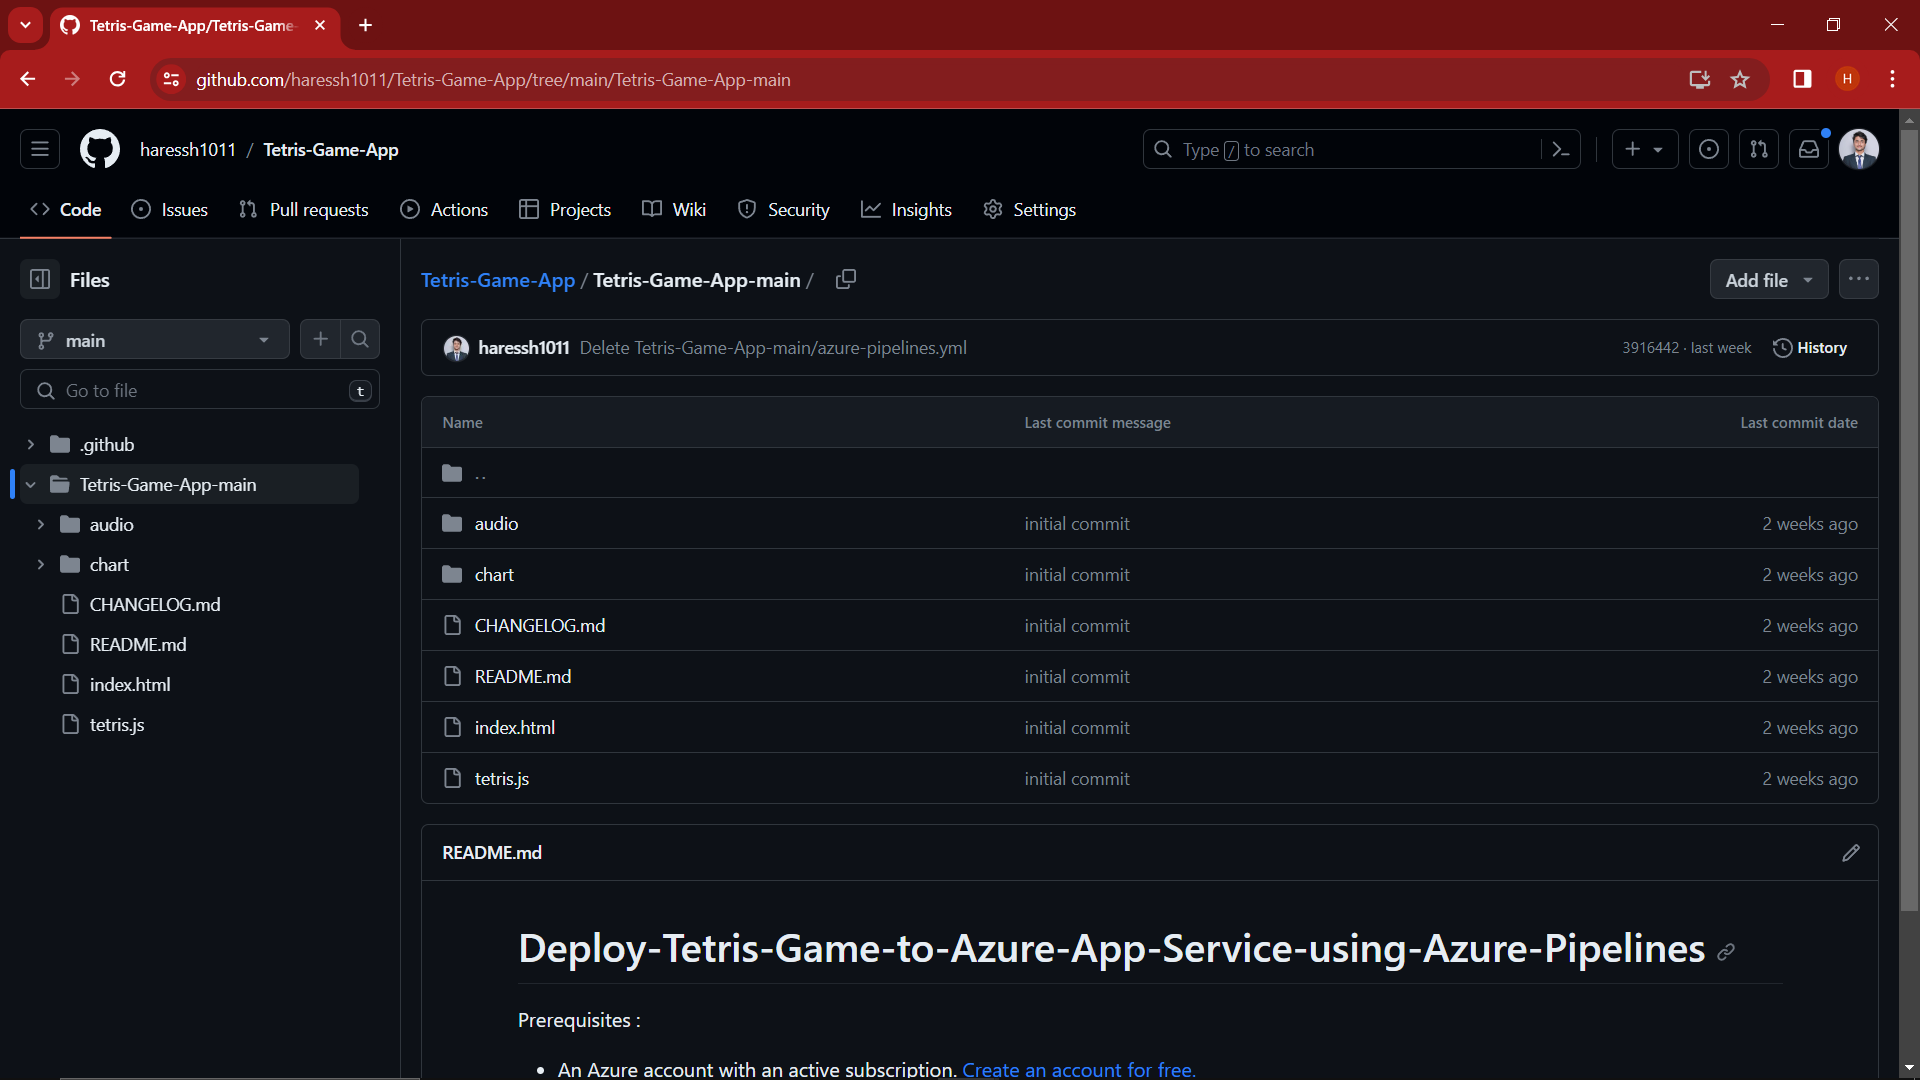 Tetris-Game-App/Tetris-Game-
github.com/haressh1011/Tetris-Game-App/tree/main/Tetris-Game-App-main
H
haressh1011 / Tetris-Game-App
Type / to search
Code Issues Pull requests Actions Projects Wiki Security Insights Settings
Files
main
Go to file t
.github
Tetris-Game-App-main
audio
chart
CHANGELOG.md
README.md
index.html
tetris.js
Tetris-Game-App / Tetris-Game-App-main /
Add file
haressh1011 Delete Tetris-Game-App-main/azure-pipelines.yml 3916442 · last week History
Name Last commit message Last commit date
..
audio initial commit 2 weeks ago
chart initial commit 2 weeks ago
CHANGELOG.md initial commit 2 weeks ago
README.md initial commit 2 weeks ago
index.html initial commit 2 weeks ago
tetris.js initial commit 2 weeks ago
README.md
Deploy-Tetris-Game-to-Azure-App-Service-using-Azure-Pipelines
Prerequisites :
• An Azure account with an active subscription. Create an account for free.